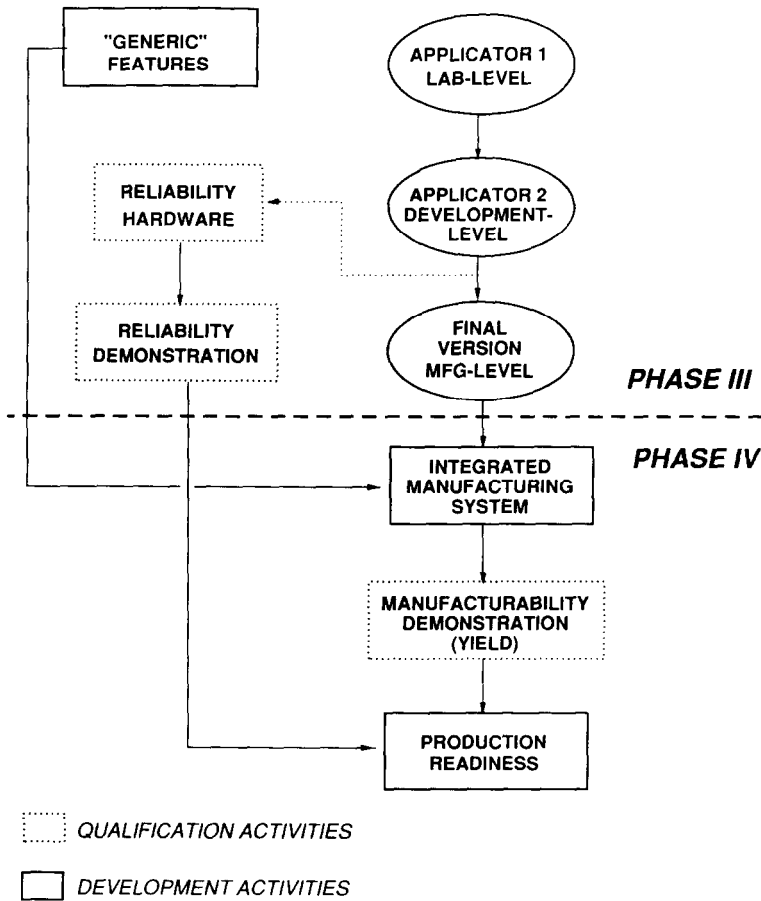 "GENERIC"
FEATURES
APPLICATOR 1
LAB-LEVEL
RELIABILITY
HARDWARE
APPLICATOR 2
DEVELOPMENT-
LEVEL
RELIABILITY
DEMONSTRATION
FINAL
VERSION
MFG-LEVEL
PHASE III
PHASE IV
INTEGRATED
MANUFACTURING
SYSTEM
MANUFACTURABILITY
DEMONSTRATION
(YIELD)
PRODUCTION
READINESS
QUALIFICATION ACTIVITIES
DEVELOPMENT ACTIVITIES